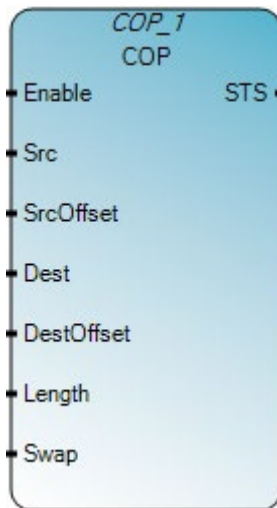 COP_1
COP
Enable STS
Src
SrcOffset
Dest
DestOffset
Length
Swap